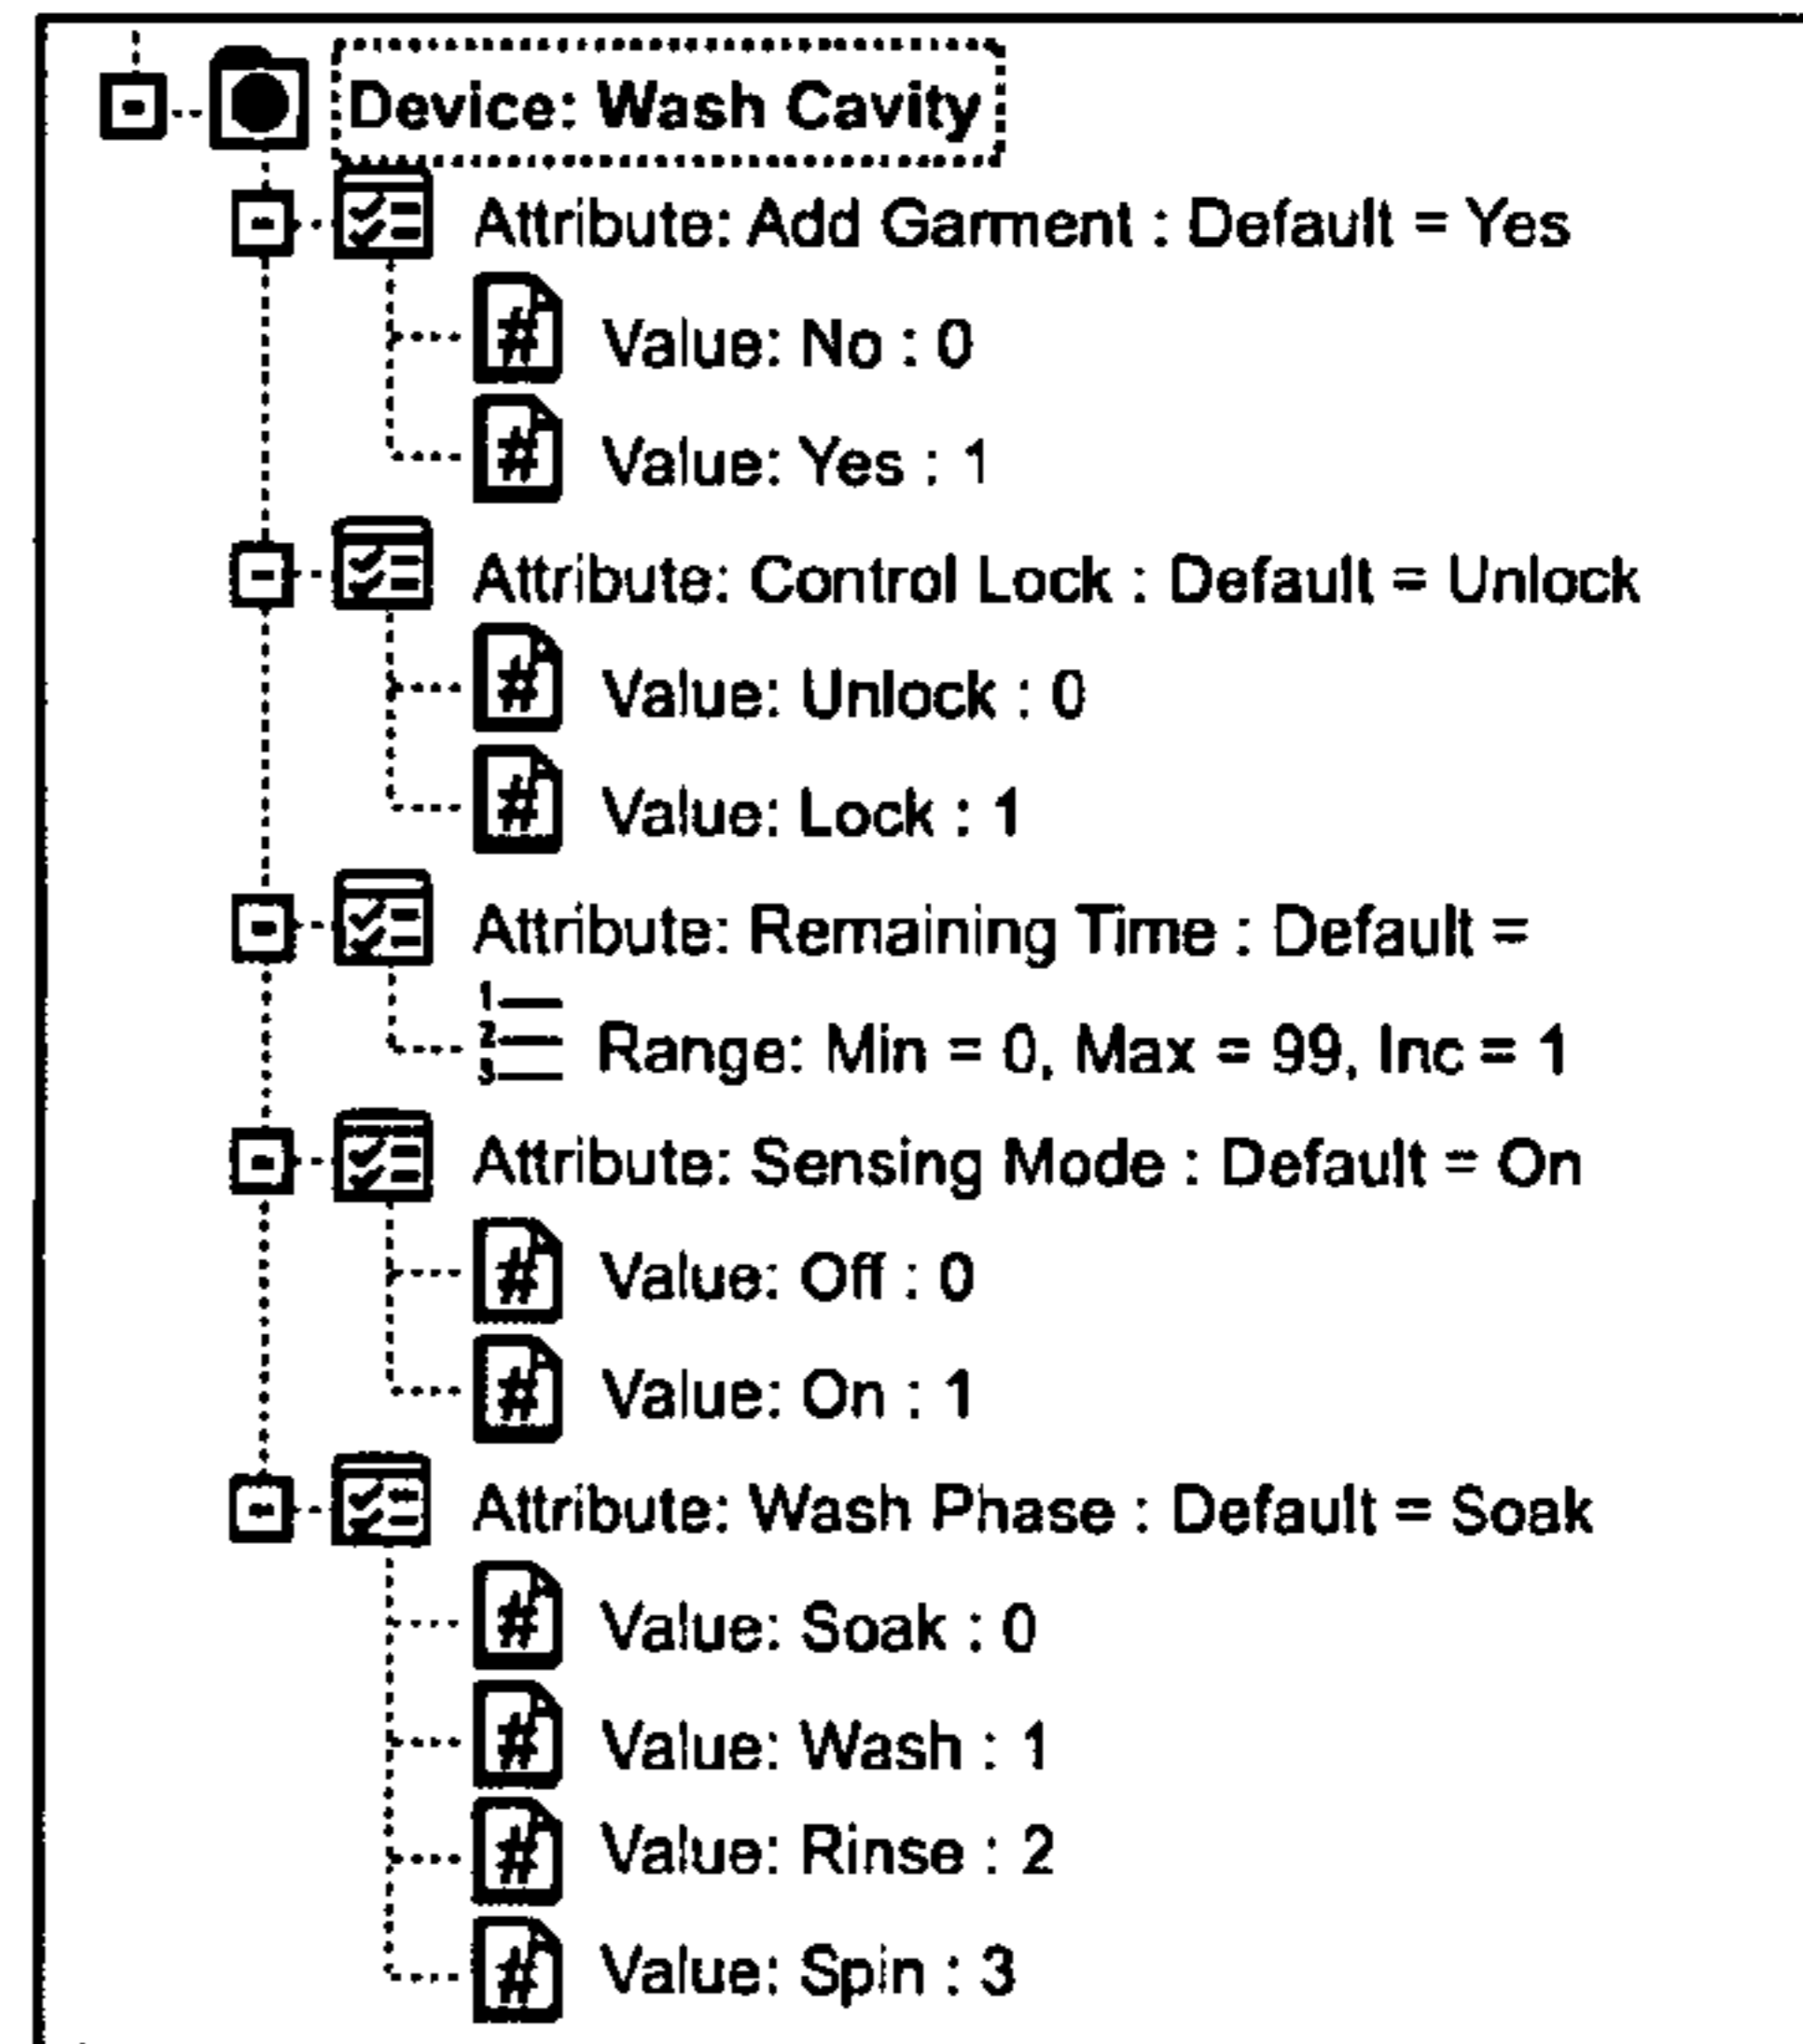 Device: Wash Cavity
Attribute: Add Garment : Default = Yes
# Value: No : 0
# Value: Yes : 1
Attribute: Control Lock : Default = Unlock
# Value: Unlock : 0
# Value: Lock : 1
Attribute: Remaining Time : Default =
1 2 3 Range: Min = 0, Max = 99, Inc = 1
Attribute: Sensing Mode : Default = On
# Value: Off : 0
# Value: On : 1
Attribute: Wash Phase : Default = Soak
# Value: Soak : 0
# Value: Wash : 1
# Value: Rinse : 2
# Value: Spin : 3